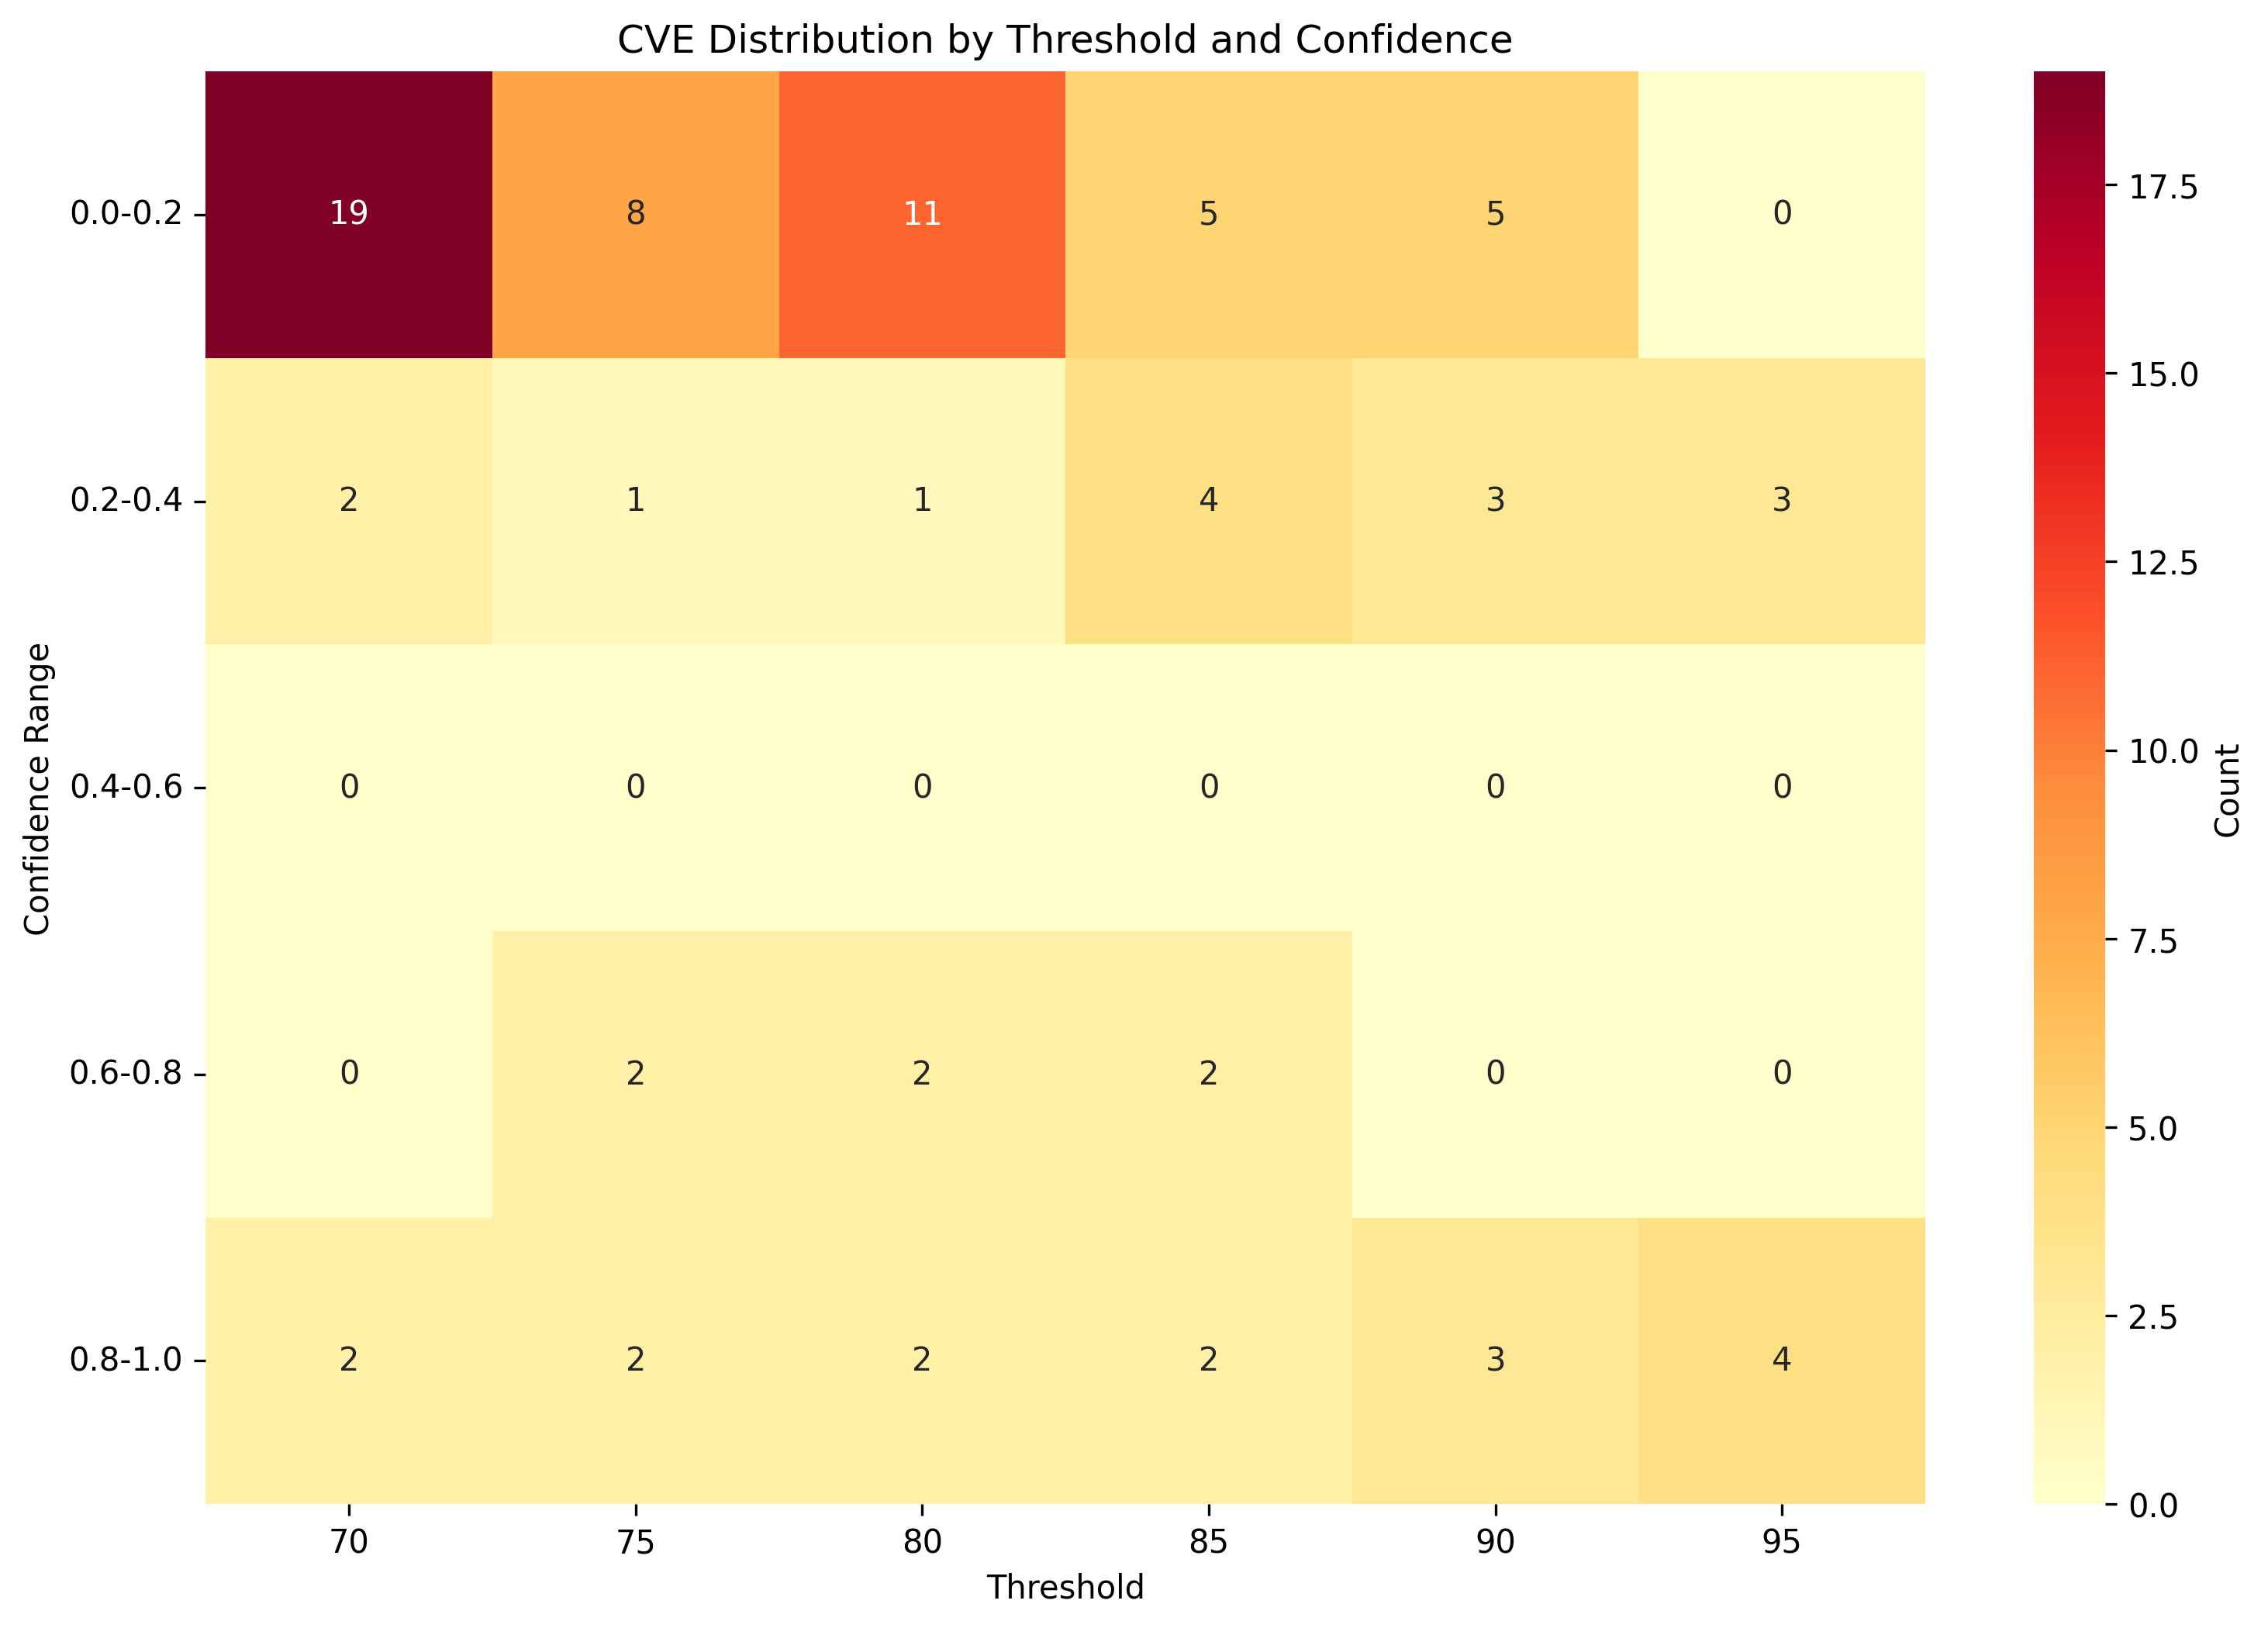 CVE Distribution by Threshold and Confidence
0.0-0.2 19 8 11 5 5 0
0.2-0.4 2 1 1 4 3 3
0.4-0.6 0 0 0 0 0 0
0.6-0.8 0 2 2 2 0 0
0.8-1.0 2 2 2 2 3 4
70 75 80 85 90 95
Threshold
Confidence Range
17.5
15.0
12.5
10.0
7.5
5.0
2.5
0.0
Count